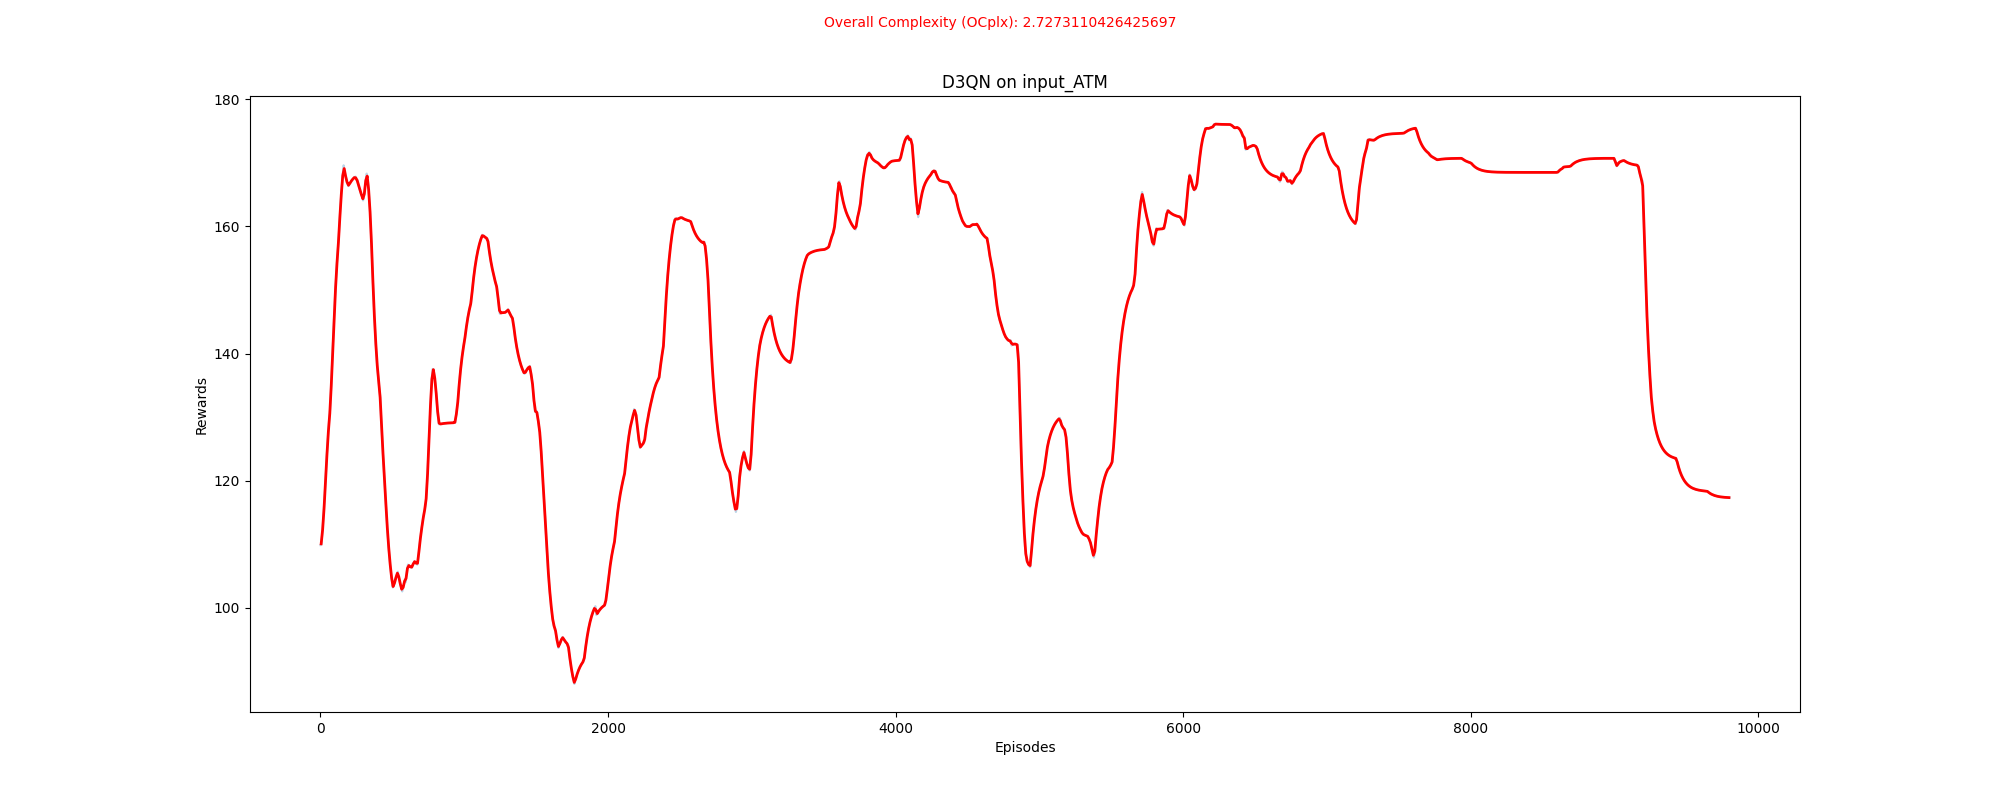 Overall Complexity (OCplx): 2.7273110426425697
D3QN on input_ATM
180
160
140
120
100
Rewards
0 2000 4000 6000 8000 10000
Episodes